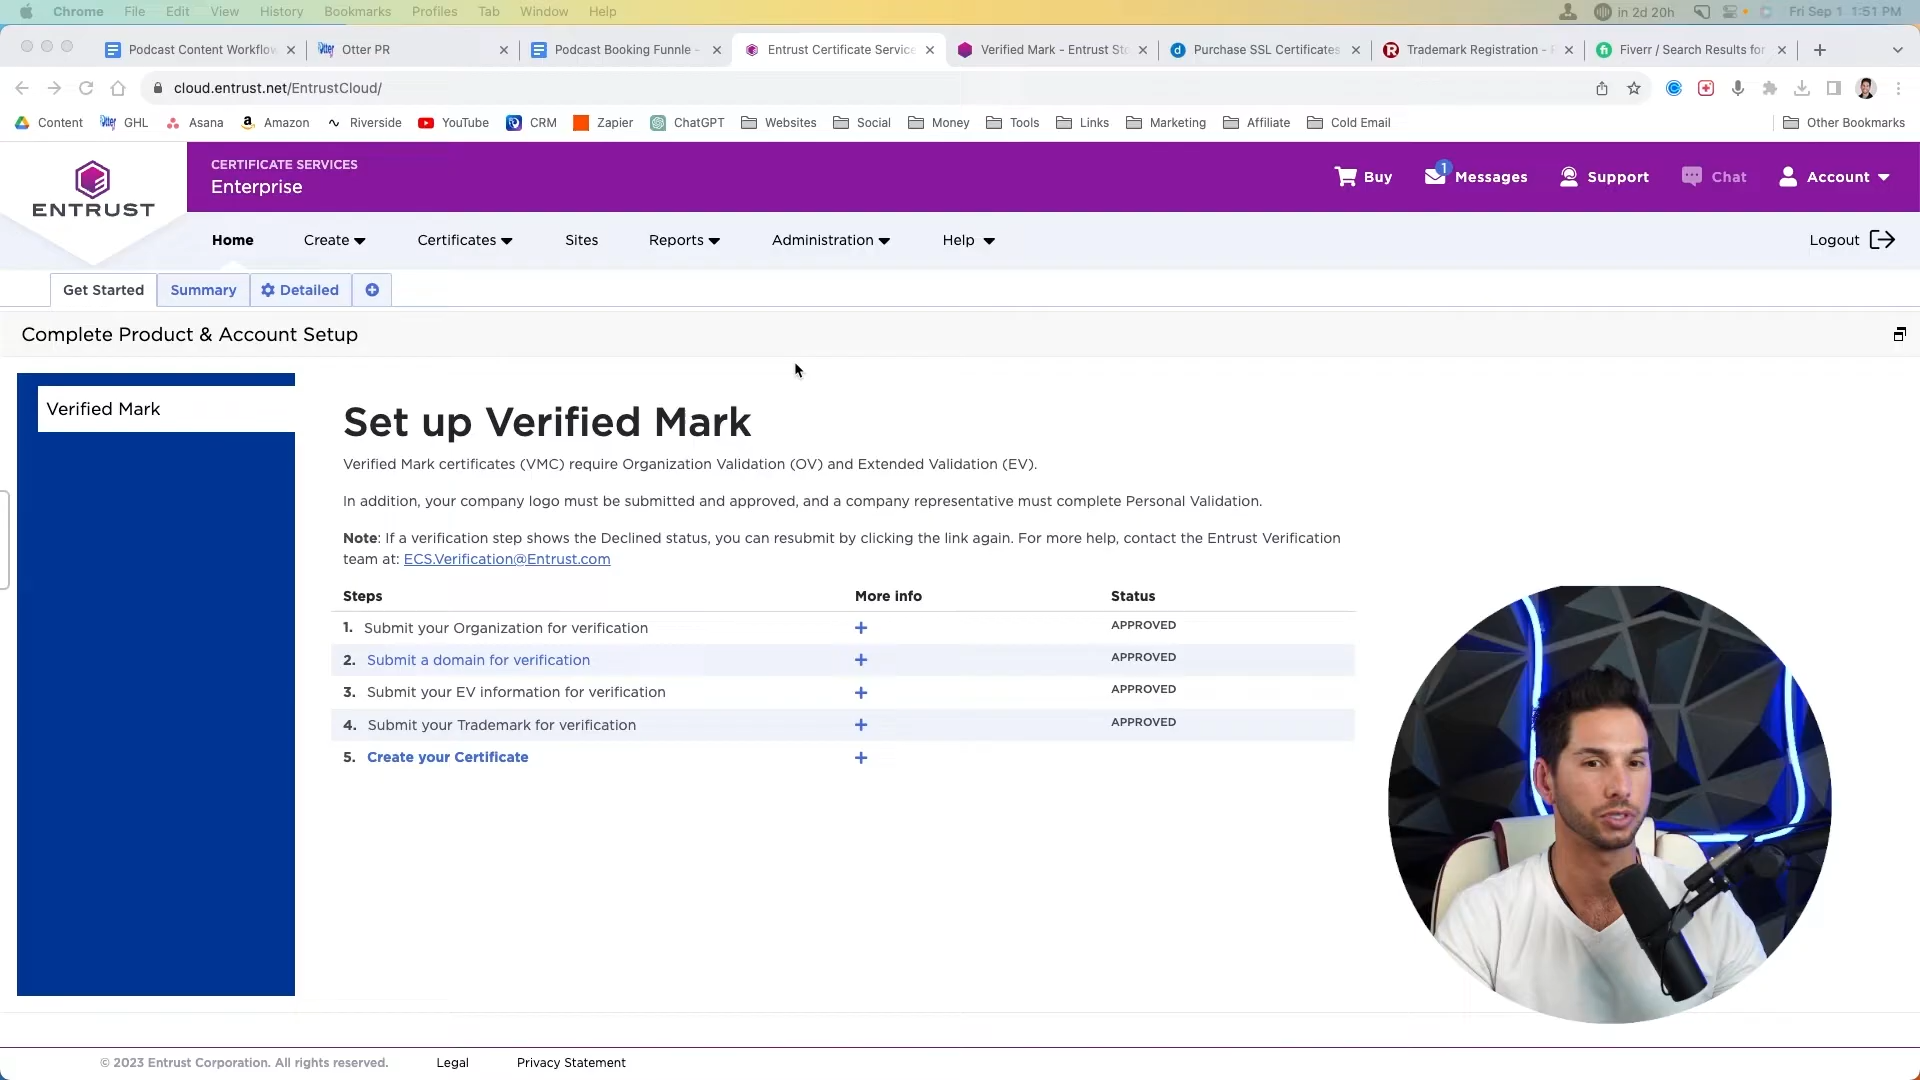 Chrome File Edit View History Bookmarks Profiles Tab Window Help in 2d 20h Fri Sep 1 1:51 PM
Podcast Content Workflow Otter PR Podcast Booking Funnle - Entrust Certificate Service Verified Mark - Entrust Sto Purchase SSL Certificates Trademark Registration - Fiverr / Search Results for
cloud.entrust.net/EntrustCloud/
Content GHL Asana Amazon Riverside YouTube CRM Zapier ChatGPT Websites Social Money Tools Links Marketing Affiliate Cold Email Other Bookmarks
ENTRUST
CERTIFICATE SERVICES
Enterprise
Buy 1 Messages Support Chat Account
Home Create Certificates Sites Reports Administration Help Logout
Get Started Summary Detailed
Complete Product & Account Setup
Verified Mark
Set up Verified Mark
Verified Mark certificates (VMC) require Organization Validation (OV) and Extended Validation (EV).
In addition, your company logo must be submitted and approved, and a company representative must complete Personal Validation.
Note: If a verification step shows the Declined status, you can resubmit by clicking the link again. For more help, contact the Entrust Verification
team at: ECS.Verification@Entrust.com
Steps More info Status
1. Submit your Organization for verification + APPROVED
2. Submit a domain for verification + APPROVED
3. Submit your EV information for verification + APPROVED
4. Submit your Trademark for verification + APPROVED
5. Create your Certificate +
© 2023 Entrust Corporation. All rights reserved. Legal Privacy Statement